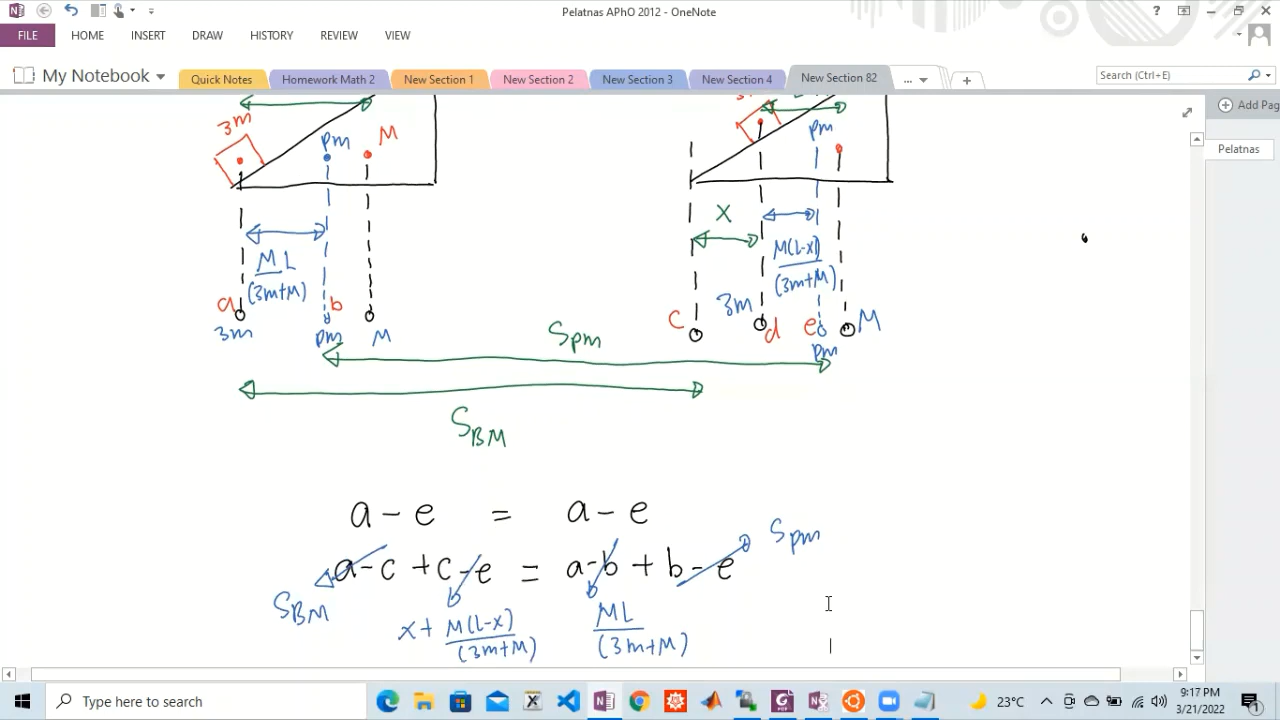 Pelatnas APhO 2012 - OneNote
FILE HOME INSERT DRAW HISTORY REVIEW VIEW
My Notebook Quick Notes Homework Math 2 New Section 1 New Section 2 New Section 3 New Section 4 New Section 82 ... Search (Ctrl+E)
Add Pag
Pelatnas
3m pm M
pm
x
ML/(3m+M)
M(L-x)/(3m+M)
a b
3m pm M
c 3m d e M
pm
Spm
SBM
a - e = a - e
Spm
a - c + c - e = a - b + b - e
SBM
x + M(L-x)/(3m+M) ML/(3m+M)
Type here to search
23°C
9:17 PM
3/21/2022